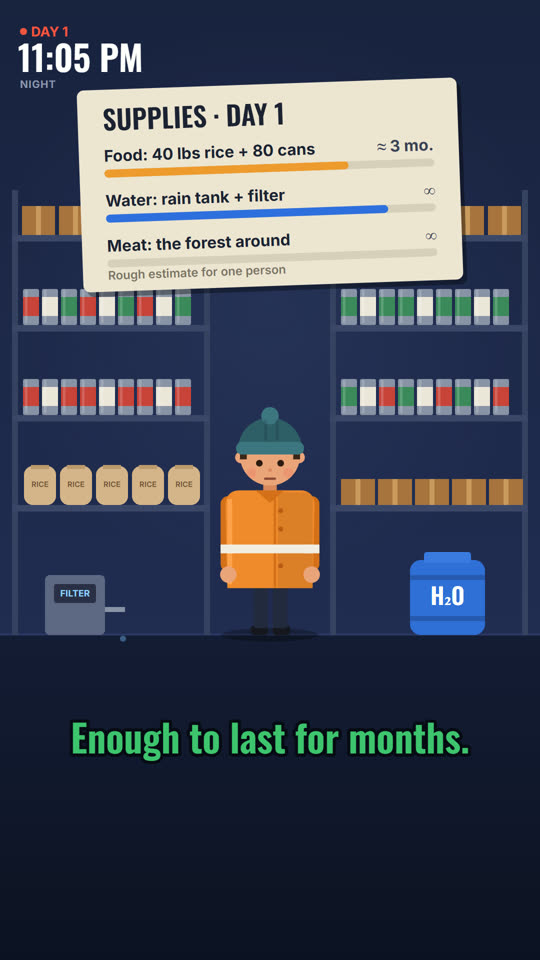 DAY 1
11:05 PM
NIGHT
SUPPLIES · DAY 1
Food: 40 lbs rice + 80 cans ≈ 3 mo.
Water: rain tank + filter ∞
Meat: the forest around ∞
Rough estimate for one person
RICE RICE RICE RICE RICE
FILTER
H₂O
Enough to last for months.